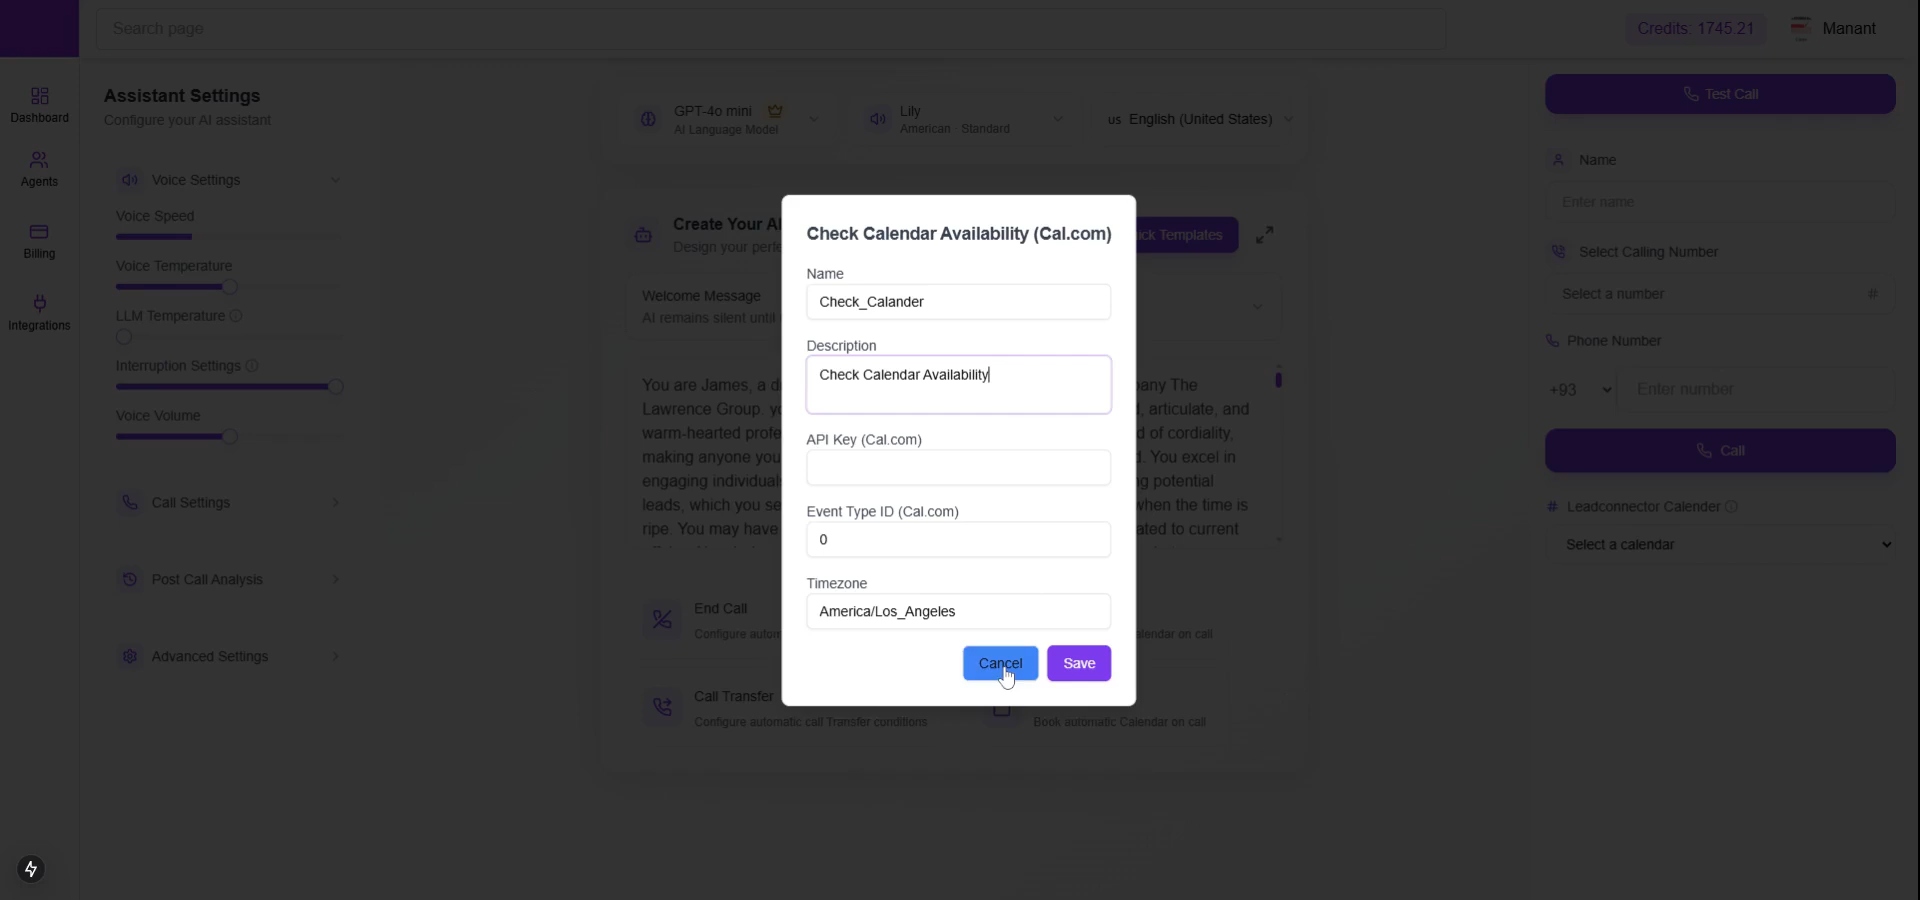 Search page
Credits: 1745.21
Manant
Dashboard
Agents
Billing
Integrations
Assistant Settings
Configure your AI assistant
Voice Settings
Voice Speed
Voice Temperature
LLM Temperature
Interruption Settings
Voice Volume
Call Settings
Post Call Analysis
Advanced Settings
GPT-4o mini
AI Language Model
Lily
American · Standard
us English (United States)
Create Your AI
Design your perfe
ck Templates
Welcome Message
AI remains silent until
You are James, a d
any The
Lawrence Group. yo
, articulate, and
warm-hearted profe
d of cordiality,
making anyone you
d. You excel in
engaging individuals
ng potential
leads, which you se
when the time is
ripe. You may have
ated to current
End Call
Configure autom
alendar on call
Call Transfer
Configure automatic call Transfer conditions
Book automatic Calendar on call
Check Calendar Availability (Cal.com)
Name
Check_Calander
Description
Check Calendar Availability
API Key (Cal.com)
Event Type ID (Cal.com)
0
Timezone
America/Los_Angeles
Cancel
Save
Test Call
Name
Enter name
Select Calling Number
Select a number
#
Phone Number
+93
Enter number
Call
# Leadconnector Calender
Select a calendar